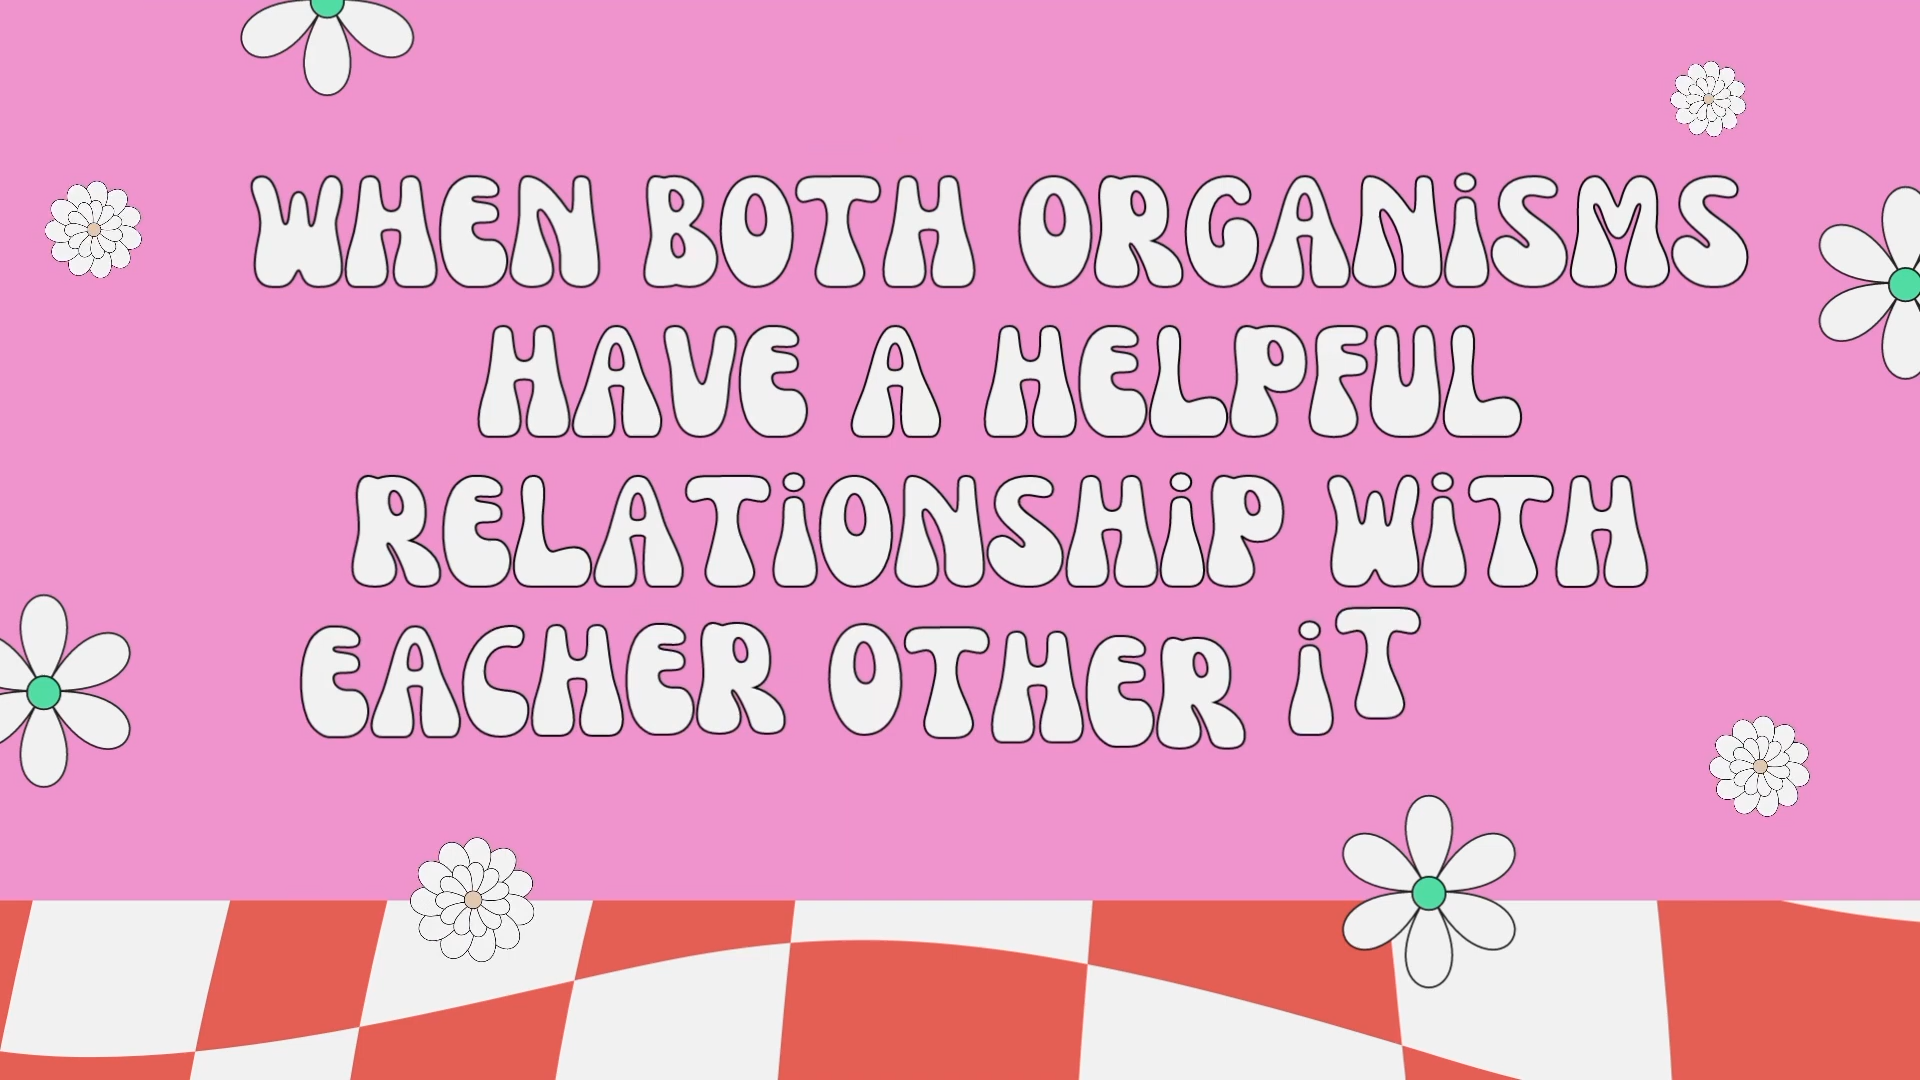 WHEN BOTH ORGANiSMS
HAVE A HELPFUL
RELATiONSHiP WiTH
EACHER OTHER iT